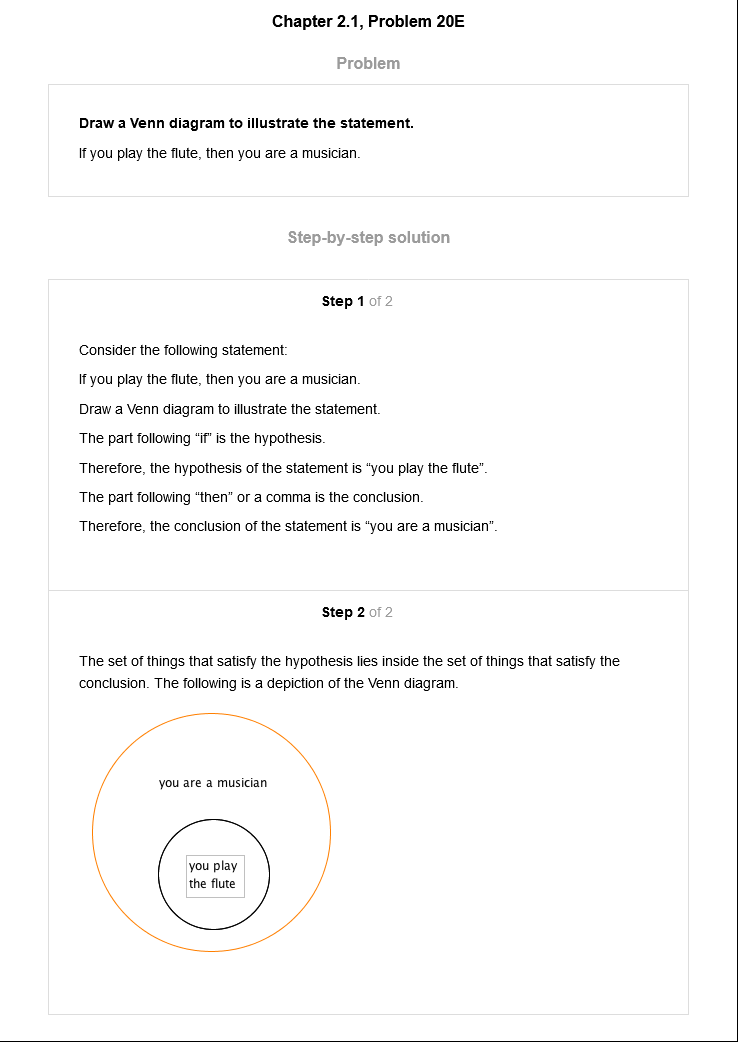 Chapter 2.1, Problem 20E
Problem
Draw a Venn diagram to illustrate the statement.
If you play the flute, then you are a musician.
Step-by-step solution
Step 1 of 2
Consider the following statement:
If you play the flute, then you are a musician.
Draw a Venn diagram to illustrate the statement.
The part following “if” is the hypothesis.
Therefore, the hypothesis of the statement is “you play the flute”.
The part following “then” or a comma is the conclusion.
Therefore, the conclusion of the statement is “you are a musician”.
Step 2 of 2
The set of things that satisfy the hypothesis lies inside the set of things that satisfy the
conclusion. The following is a depiction of the Venn diagram.
you are a musician
you play
the flute